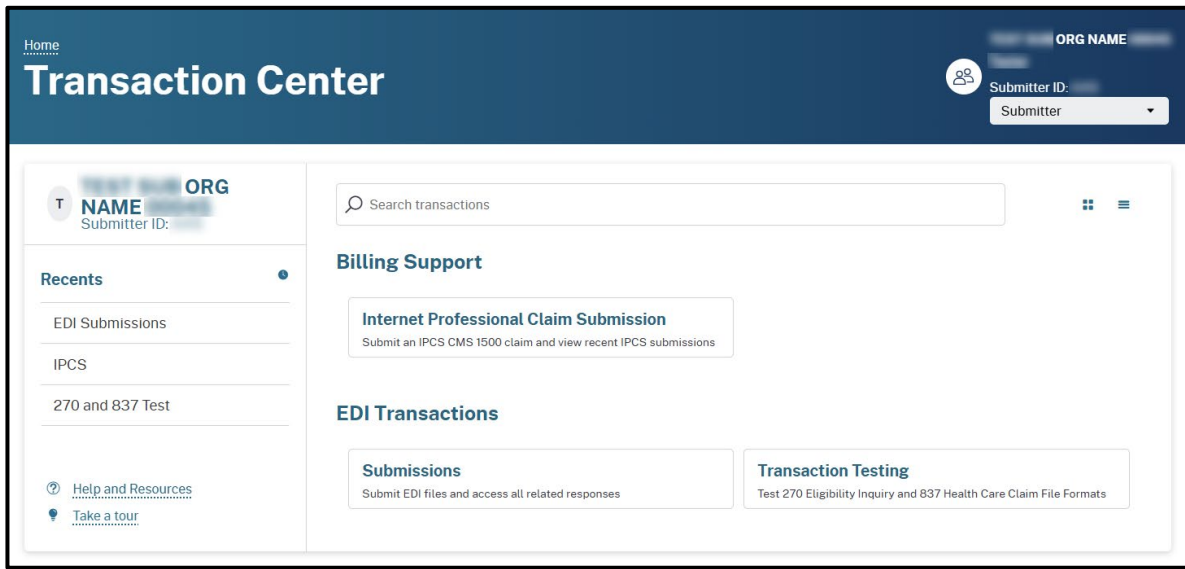 Home
Transaction Center
ORG NAME
Submitter ID:
Submitter
T
ORG
NAME
Submitter ID:
Recents
EDI Submissions
IPCS
270 and 837 Test
Help and Resources
Take a tour
Search transactions
Billing Support
Internet Professional Claim Submission
Submit an IPCS CMS 1500 claim and view recent IPCS submissions
EDI Transactions
Submissions
Submit EDI files and access all related responses
Transaction Testing
Test 270 Eligibility Inquiry and 837 Health Care Claim File Formats